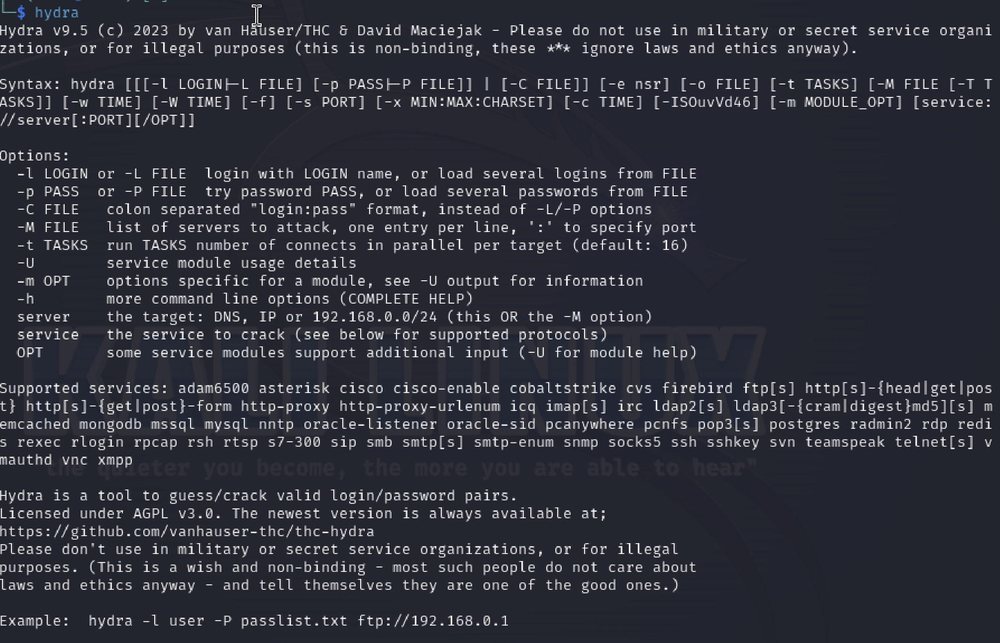 └─$ hydra
Hydra v9.5 (c) 2023 by van Hauser/THC & David Maciejak - Please do not use in military or secret service organi
zations, or for illegal purposes (this is non-binding, these *** ignore laws and ethics anyway).

Syntax: hydra [[[-l LOGIN|-L FILE] [-p PASS|-P FILE]] | [-C FILE]] [-e nsr] [-o FILE] [-t TASKS] [-M FILE [-T T
ASKS]] [-w TIME] [-W TIME] [-f] [-s PORT] [-x MIN:MAX:CHARSET] [-c TIME] [-ISOuvVd46] [-m MODULE_OPT] [service:
//server[:PORT][/OPT]]

Options:
  -l LOGIN or -L FILE  login with LOGIN name, or load several logins from FILE
  -p PASS  or -P FILE  try password PASS, or load several passwords from FILE
  -C FILE   colon separated "login:pass" format, instead of -L/-P options
  -M FILE   list of servers to attack, one entry per line, ':' to specify port
  -t TASKS  run TASKS number of connects in parallel per target (default: 16)
  -U        service module usage details
  -m OPT    options specific for a module, see -U output for information
  -h        more command line options (COMPLETE HELP)
  server    the target: DNS, IP or 192.168.0.0/24 (this OR the -M option)
  service   the service to crack (see below for supported protocols)
  OPT       some service modules support additional input (-U for module help)
KALI LINUX

Supported services: adam6500 asterisk cisco cisco-enable cobaltstrike cvs firebird ftp[s] http[s]-{head|get|pos
t} http[s]-{get|post}-form http-proxy http-proxy-urlenum icq imap[s] irc ldap2[s] ldap3[-{cram|digest}md5][s] m
emcached mongodb mssql mysql nntp oracle-listener oracle-sid pcanywhere pcnfs pop3[s] postgres radmin2 rdp redi
s rexec rlogin rpcap rsh rtsp s7-300 sip smb smtp[s] smtp-enum snmp socks5 ssh sshkey svn teamspeak telnet[s] v
mauthd vnc xmpp
the quieter you become, the more you are able to hear"

Hydra is a tool to guess/crack valid login/password pairs.
Licensed under AGPL v3.0. The newest version is always available at;
https://github.com/vanhauser-thc/thc-hydra
Please don't use in military or secret service organizations, or for illegal
purposes. (This is a wish and non-binding - most such people do not care about
laws and ethics anyway - and tell themselves they are one of the good ones.)

Example:  hydra -l user -P passlist.txt ftp://192.168.0.1